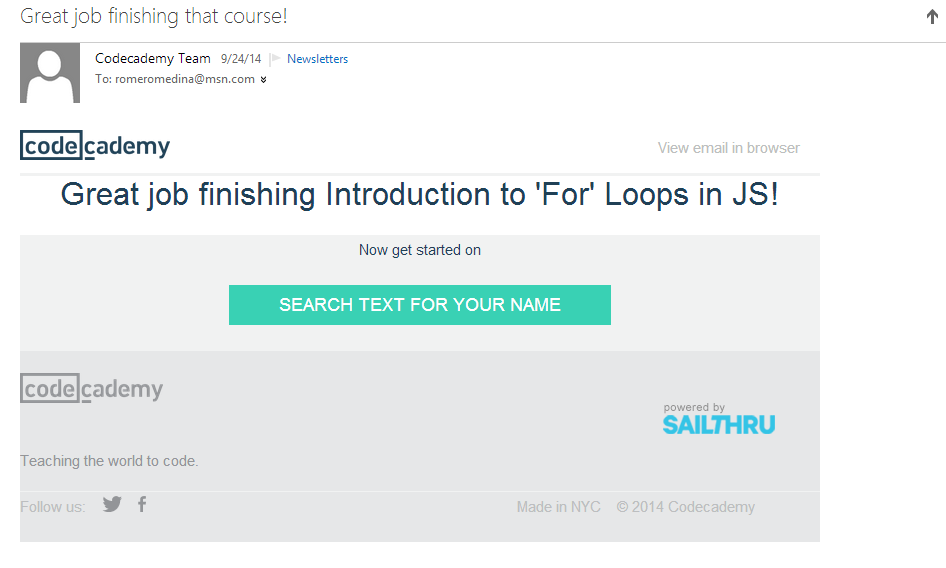 Great job finishing that course!
Codecademy Team 9/24/14 Newsletters
To: romeromedina@msn.com
codecademy View email in browser
Great job finishing Introduction to 'For' Loops in JS!
Now get started on
SEARCH TEXT FOR YOUR NAME
codecademy
powered by
SAILTHRU
Teaching the world to code.
Follow us: Made in NYC © 2014 Codecademy